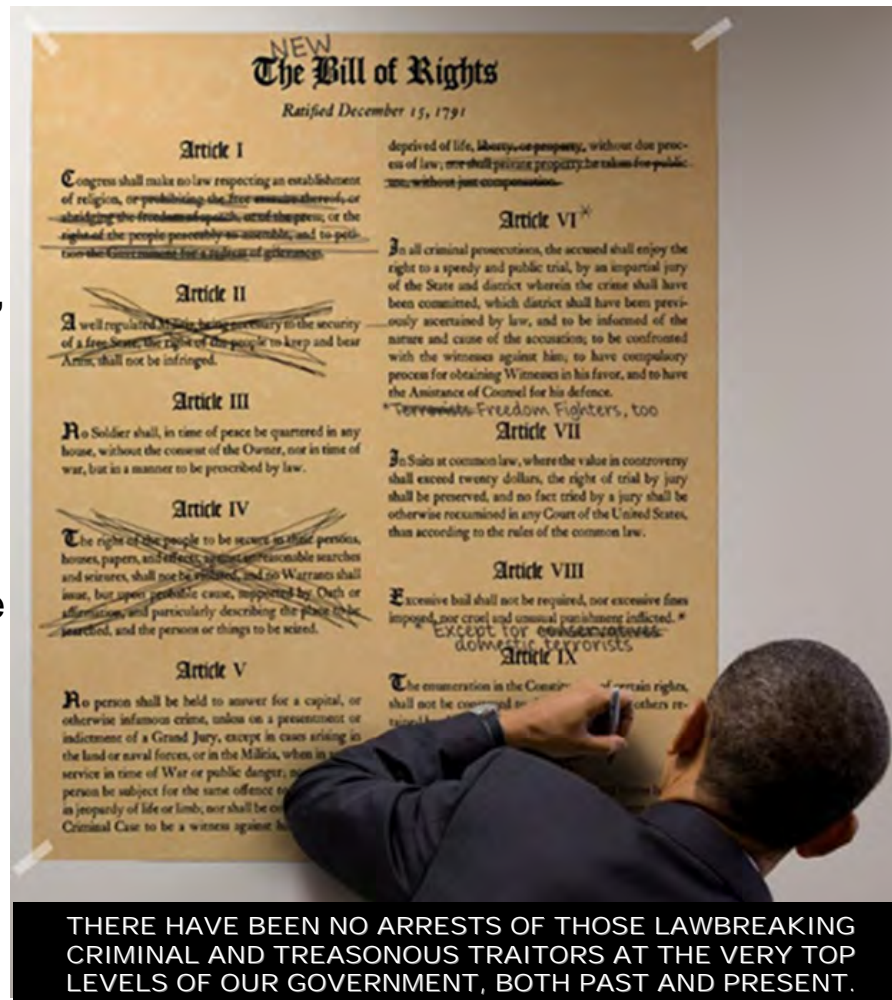 NEW
The Bill of Rights
Ratified December 15, 1791
Article I
Congress shall make no law respecting an establishment
of religion, or prohibiting the free exercise thereof, or
abridging the freedom of speech, or of the press; or the
right of the people peaceably to assemble, and to peti-
tion the Government for a redress of grievances.
Article II
A well regulated Militia, being necessary to the security
of a free State, the right of the people to keep and bear
Arms, shall not be infringed.
Article III
No Soldier shall, in time of peace be quartered in any
house, without the consent of the Owner, nor in time of
war, but in a manner to be prescribed by law.
Article IV
The right of the people to be secure in their persons,
houses, papers, and effects, against unreasonable searches
and seizures, shall not be violated, and no Warrants shall
issue, but upon probable cause, supported by Oath or
affirmation, and particularly describing the place to be
searched, and the persons or things to be seized.
Article V
No person shall be held to answer for a capital, or
otherwise infamous crime, unless on a presentment or
indictment of a Grand Jury, except in cases arising in
the land or naval forces, or in the Militia, when in
service in time of War or public danger;
person be subject for the same offence
in jeopardy of life or limb; nor shall be
Criminal Case to be a witness against
deprived of life, liberty, or property, without due proc-
ess of law; nor shall private property be taken for public
use, without just compensation.
Article VI*
In all criminal prosecutions, the accused shall enjoy the
right to a speedy and public trial, by an impartial jury
of the State and district wherein the crime shall have
been committed, which district shall have been previ-
ously ascertained by law, and to be informed of the
nature and cause of the accusation; to be confronted
with the witnesses against him; to have compulsory
process for obtaining Witnesses in his favor, and to have
the Assistance of Counsel for his defence.
*Terrorists Freedom Fighters, too
Article VII
In Suits at common law, where the value in controversy
shall exceed twenty dollars, the right of trial by jury
shall be preserved, and no fact tried by a jury shall be
otherwise reexamined in any Court of the United States,
than according to the rules of the common law.
Article VIII
Excessive bail shall not be required, nor excessive fines
imposed, nor cruel and unusual punishment inflicted.*
* Except for conservatives
domestic terrorists
Article IX
The enumeration in the of certain rights,
shall not be others re-
THERE HAVE BEEN NO ARRESTS OF THOSE LAWBREAKING
CRIMINAL AND TREASONOUS TRAITORS AT THE VERY TOP
LEVELS OF OUR GOVERNMENT, BOTH PAST AND PRESENT.